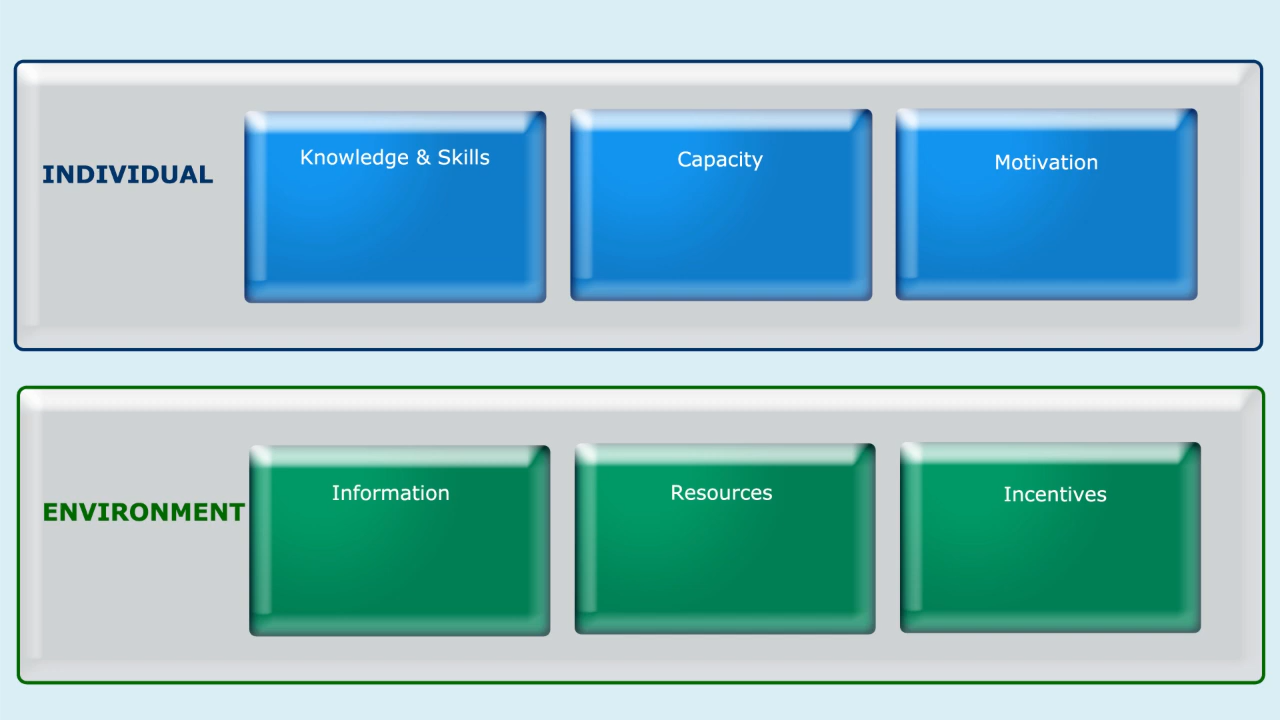 INDIVIDUAL
Knowledge & Skills
Capacity
Motivation
ENVIRONMENT
Information
Resources
Incentives